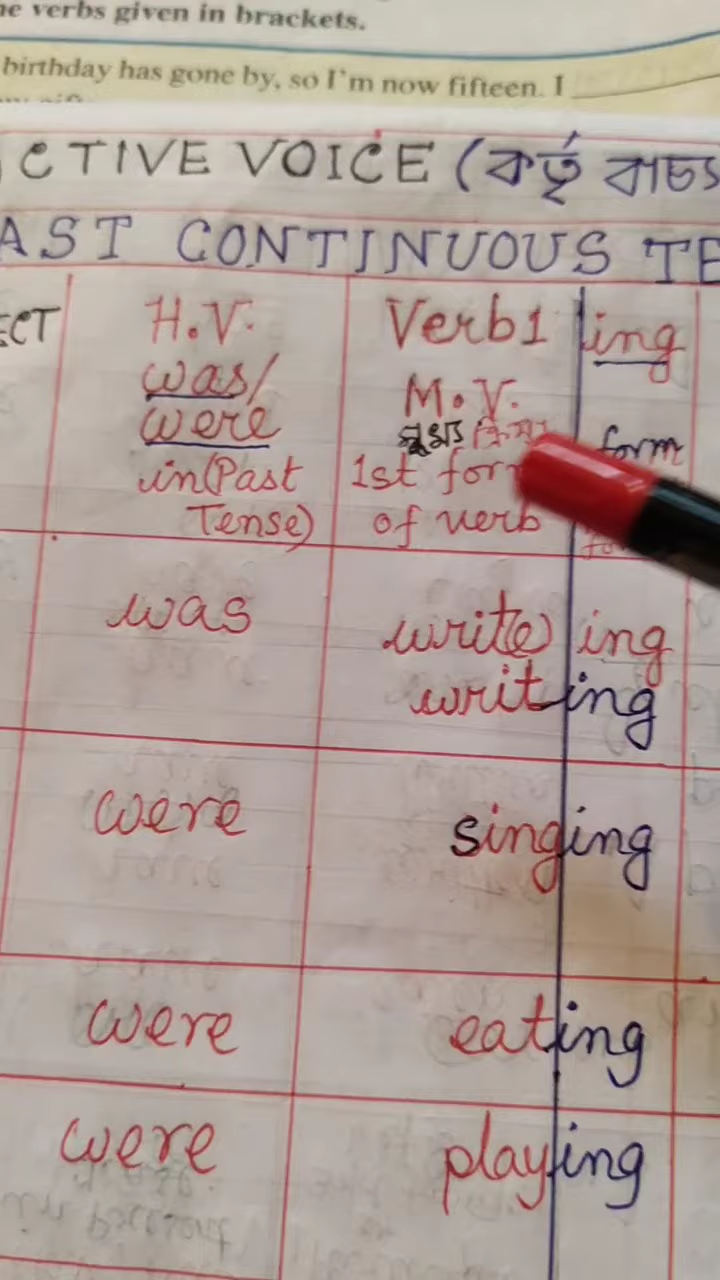 ne verbs given in brackets.
birthday has gone by, so I'm now fifteen. I
CTIVE VOICE (কর্তৃ বাচ্য
AST CONTINUOUS TE
ECT H.V. Verb1 ing
was/ M.V.
were মুখ্য ক্রিয়া form
in (Past 1st form
Tense) of verb
was write) ing
writing
were singing
were eating
were playing